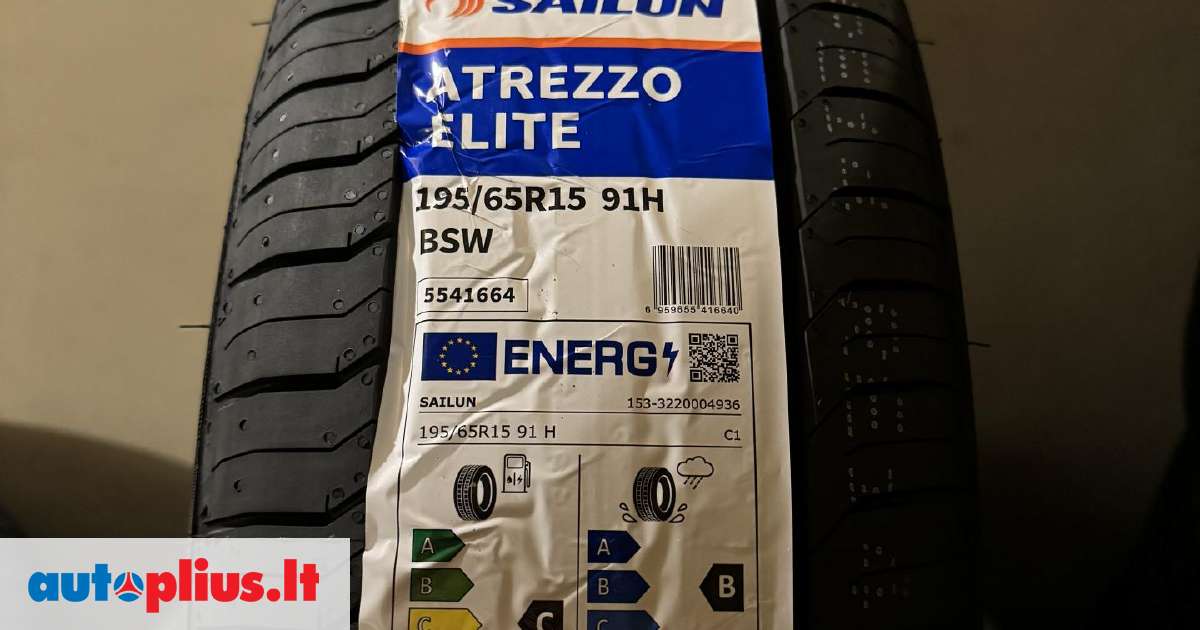 SAILUN
ATREZZO
ELITE
195/65R15 91H
BSW
5541664
6 959655 416640
ENERG
SAILUN 153-3220004936
195/65R15 91 H C1
A A
B B B
C C C
autoplius.lt